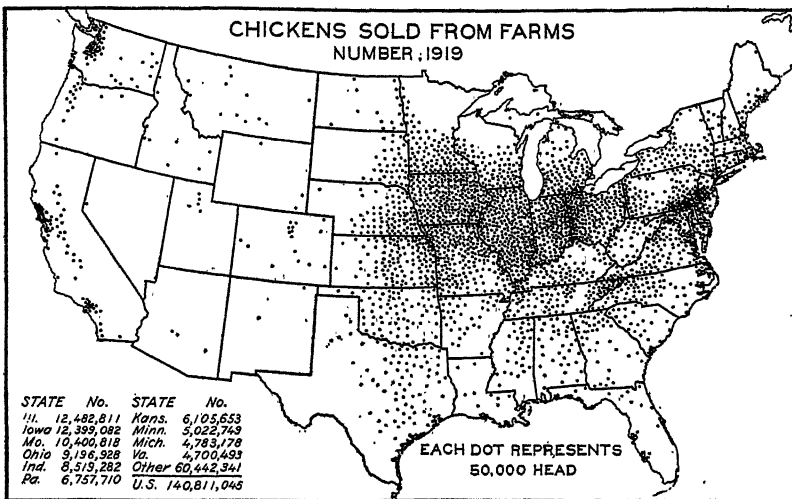 CHICKENS SOLD FROM FARMS
NUMBER, 1919
STATE No. STATE No.
Ill. 12,482,811 Kans. 6,105,653
Iowa 12,399,082 Minn. 5,022,749
Mo. 10,400,818 Mich. 4,783,178
Ohio 9,196,928 Va. 4,700,493
Ind. 8,519,282 Other 60,442,341
Pa. 6,757,710 U.S. 140,811,045
EACH DOT REPRESENTS
50,000 HEAD